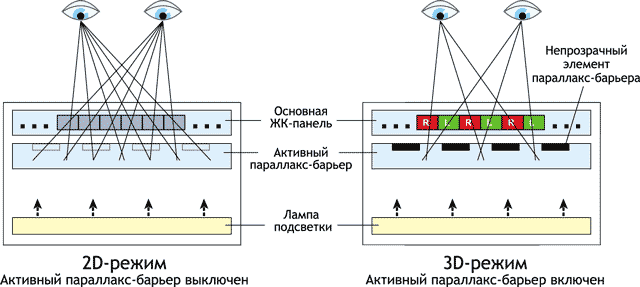 Непрозрачный
элемент
параллакс-барьера
Основная
ЖК-панель
... ...
... R L R L R L ...
Активный
параллакс-барьер
Лампа
подсветки
2D-режим
Активный параллакс-барьер выключен
3D-режим
Активный параллакс-барьер включен